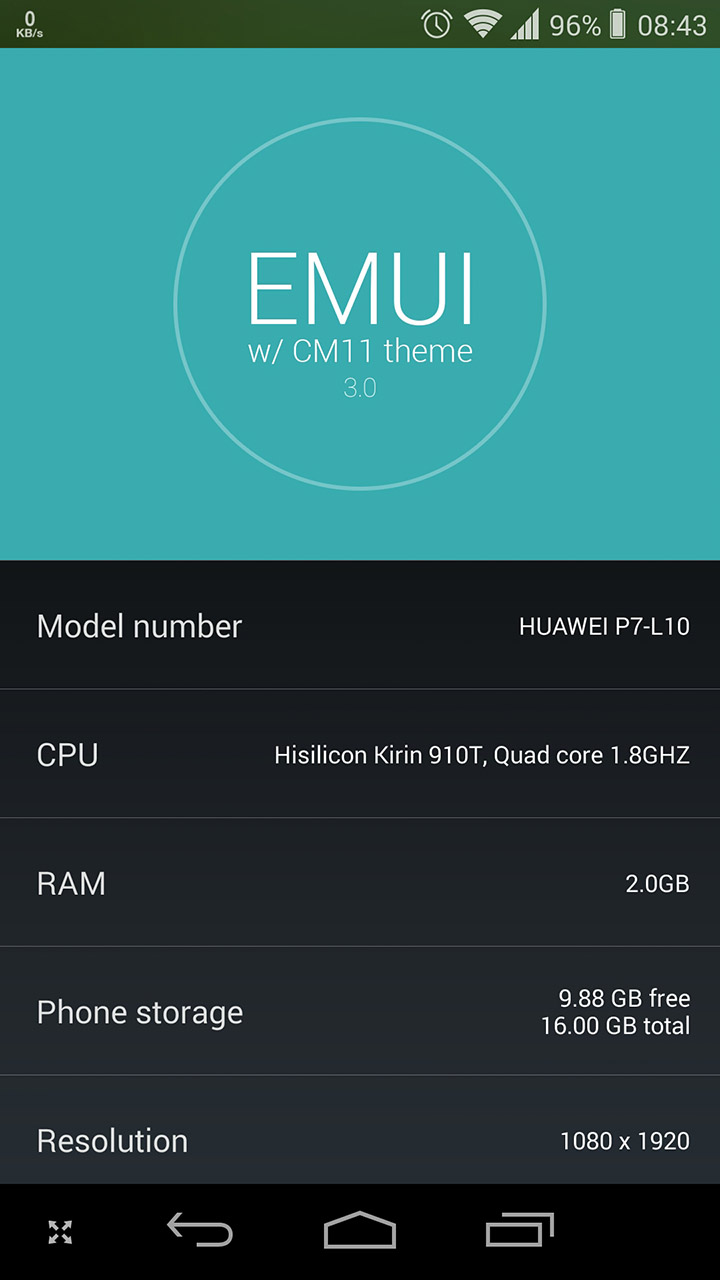 0
KB/s
96%
08:43
EMUI
w/ CM11 theme
3.0
Model number
HUAWEI P7-L10
CPU
Hisilicon Kirin 910T, Quad core 1.8GHZ
RAM
2.0GB
Phone storage
9.88 GB free
16.00 GB total
Resolution
1080 x 1920